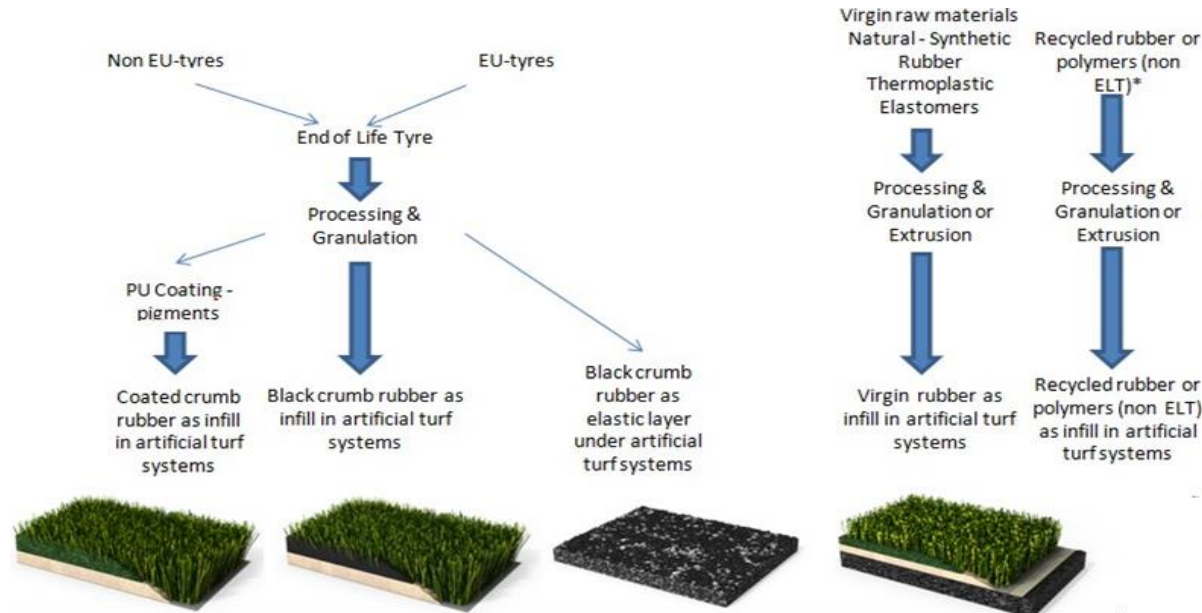 Non EU-tyres
EU-tyres
End of Life Tyre
Processing &
Granulation
PU Coating -
pigments
Coated crumb
rubber as infill
in artificial turf
systems
Black crumb rubber as
infill in artificial turf
systems
Black crumb
rubber as
elastic layer
under artificial
turf systems
Virgin raw materials
Natural - Synthetic
Rubber
Thermoplastic
Elastomers
Processing &
Granulation or
Extrusion
Virgin rubber as
infill in artificial turf
systems
Recycled rubber or
polymers (non
ELT)*
Processing &
Granulation or
Extrusion
Recycled rubber or
polymers (non ELT)
as infill in artificial
turf systems